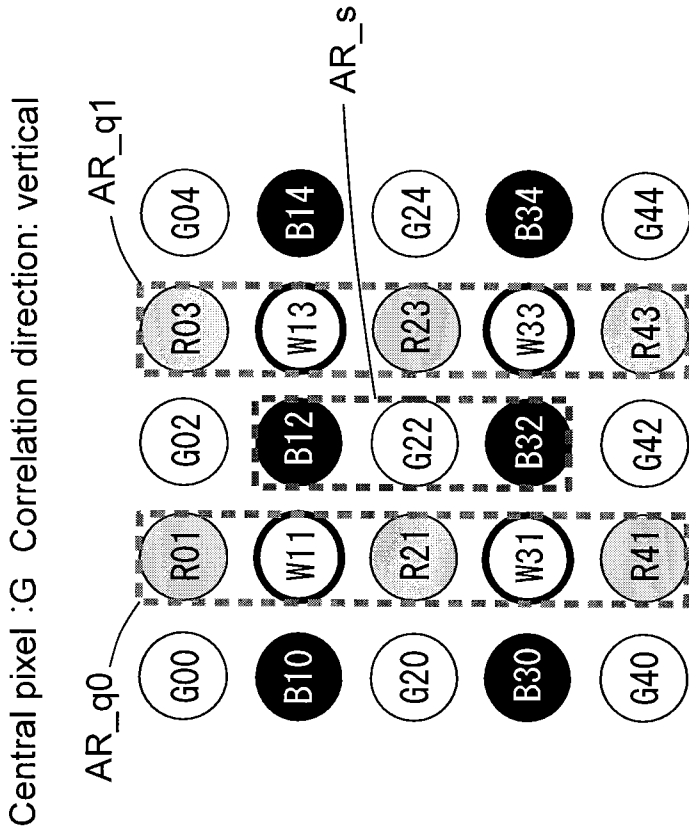 Central pixel :G Correlation direction: vertical
AR_q0
AR_q1
AR_s
G00 R01 G02 R03 G04
B10 W11 B12 W13 B14
G20 R21 G22 R23 G24
B30 W31 B32 W33 B34
G40 R41 G42 R43 G44